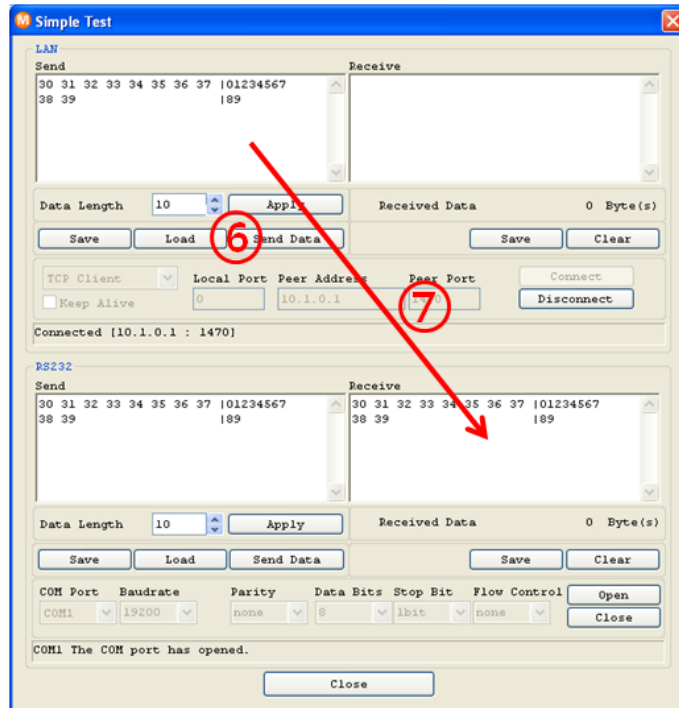 Simple Test
LAN
Send Receive
30 31 32 33 34 35 36 37 |01234567
38 39 |89
Data Length 10 Apply Received Data 0 Byte(s)
Save Load Send Data Save Clear
⑥
TCP Client Local Port Peer Address Peer Port Connect
Keep Alive 0 10.1.0.1 Disconnect
⑦
Connected [10.1.0.1 : 1470]
RS232
Send Receive
30 31 32 33 34 35 36 37 |01234567 30 31 32 33 34 35 36 37 |01234567
38 39 |89 38 39 |89
Data Length 10 Apply Received Data 0 Byte(s)
Save Load Send Data Save Clear
COM Port Baudrate Parity Data Bits Stop Bit Flow Control Open
COM1 19200 none 8 1bit none Close
COM1 The COM port has opened.
Close